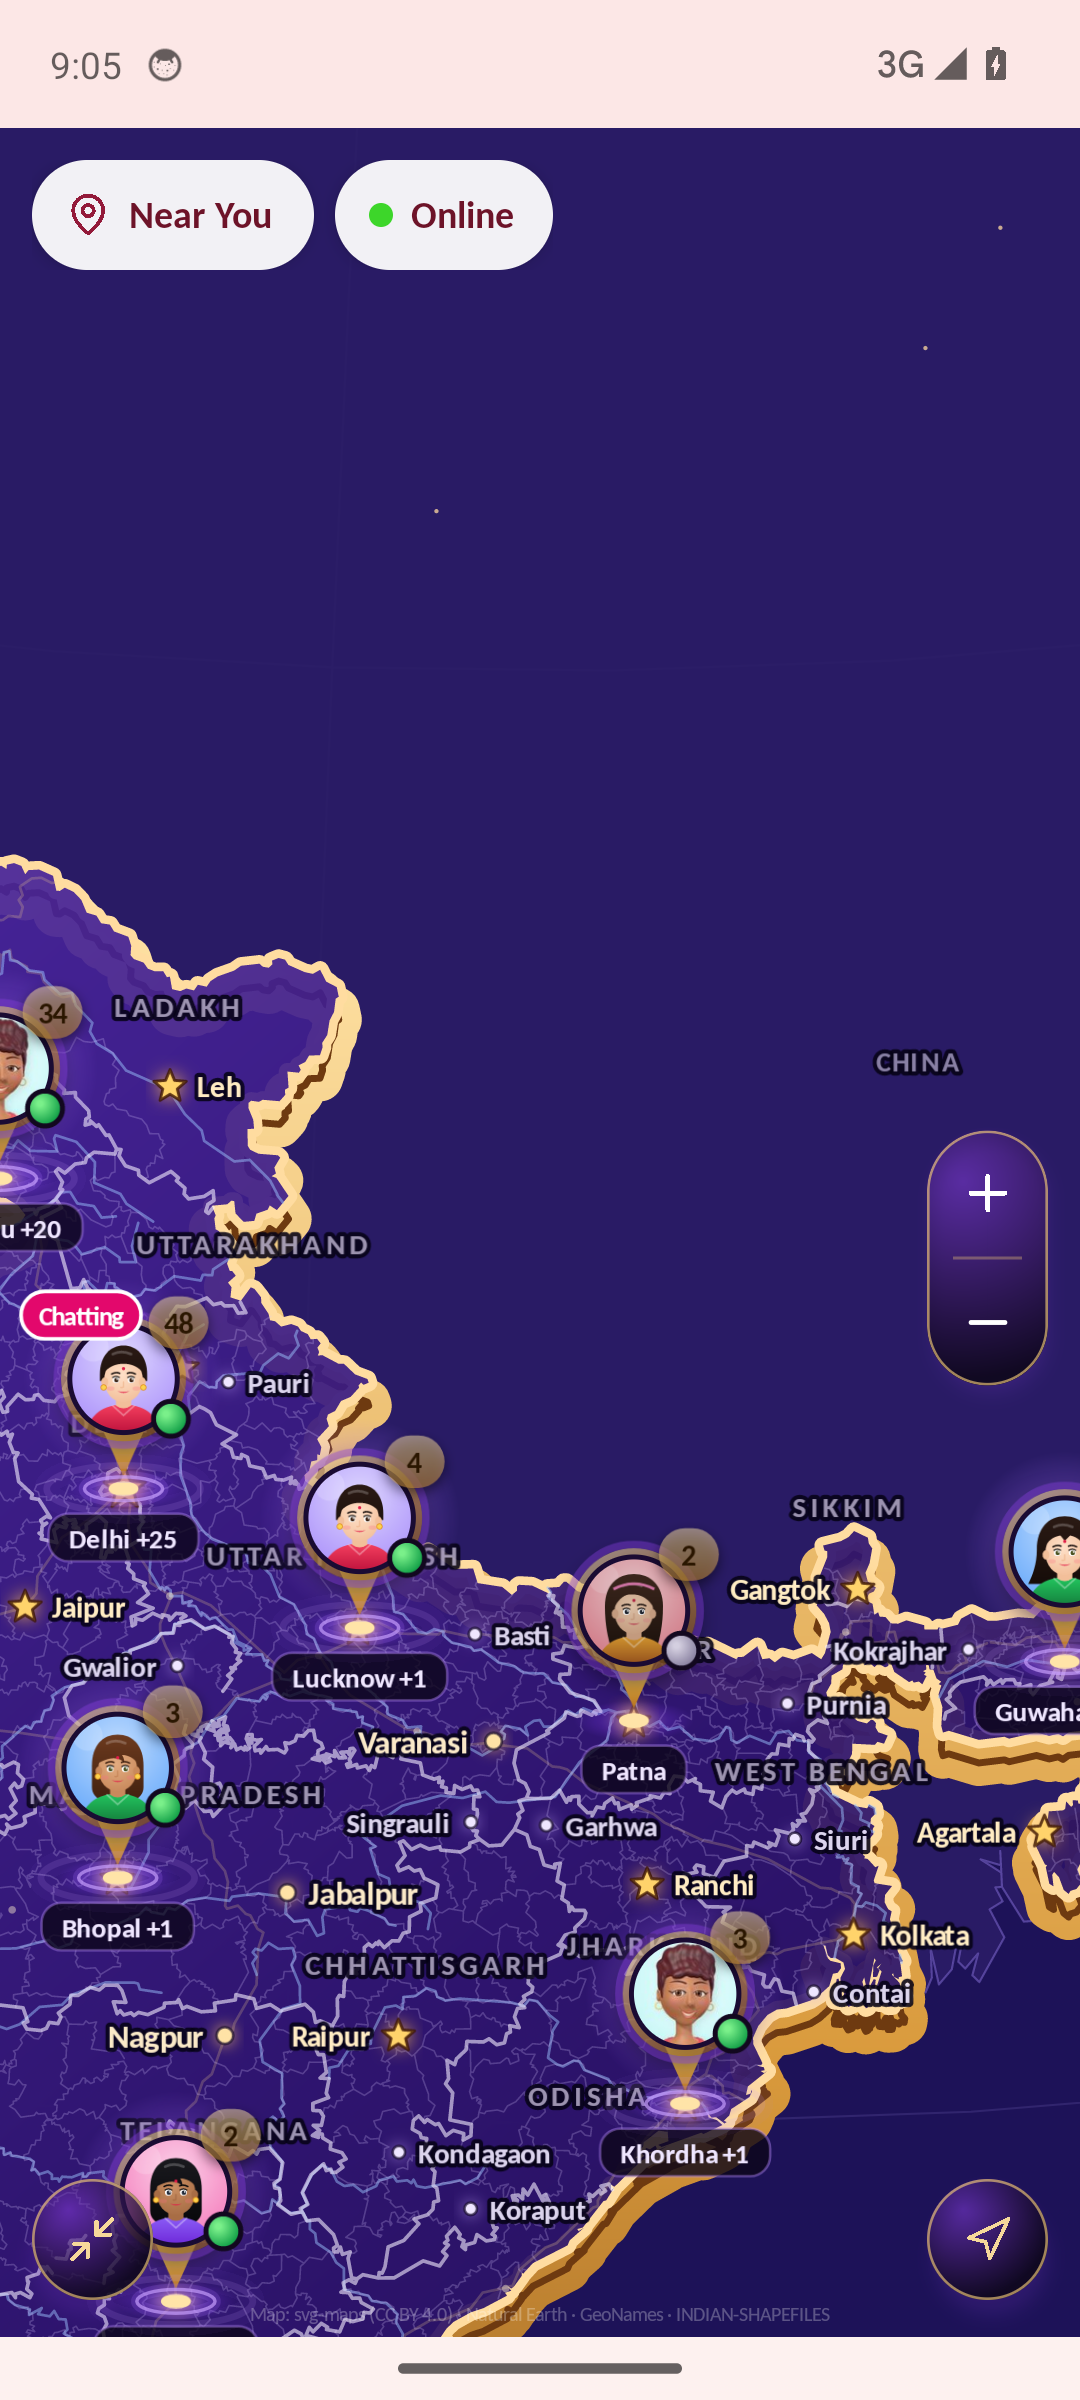 9:05
3G
Near You
Online
34
LADAKH
Leh
CHINA
u +20
UTTARAKHAND
Chatting
48
Pauri
4
Delhi +25
SIKKIM
UTTAR
SH
2
Gangtok
Jaipur
Basti
R
Kokrajhar
Gwalior
Lucknow +1
Purnia
Guwaha
3
Varanasi
Patna
WEST BENGAL
M
PRADESH
Singrauli
Garhwa
Siuri
Agartala
Jabalpur
Ranchi
Bhopal +1
Kolkata
3
CHHATTISGARH
Contai
Nagpur
Raipur
ODISHA
2
Kondagaon
Khordha +1
Koraput
Map: svg-maps (CC BY 4.0) · Natural Earth · GeoNames · INDIAN-SHAPEFILES